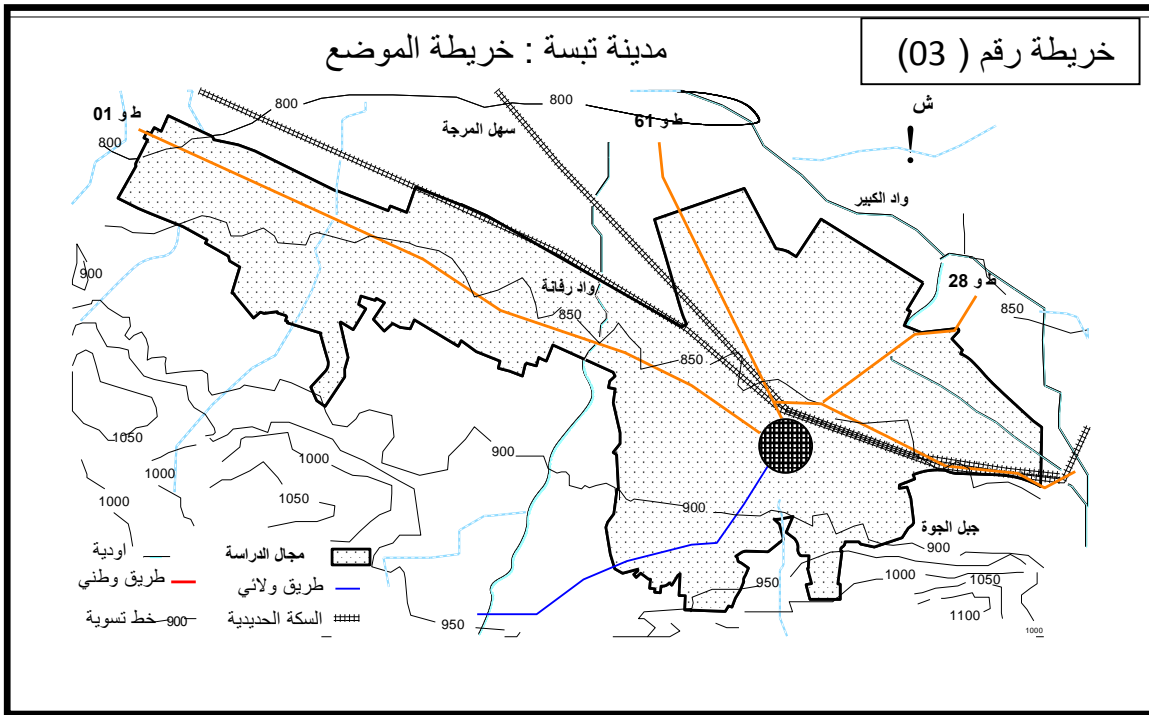 خريطة رقم ( 03)
مدينة تبسة : خريطة الموضع
ش
800
800
ط و 61
ط و 01
سهل المرجة
800
واد الكبير
900
واد رفانة
ط و 28
850
850
850
1050
900
1000
1000
1050
1000
900
جبل الجوة
900
950
1000
1050
1100
1000
950
اودية
مجال الدراسة
طريق وطني
طريق ولائي
خط تسوية 900
السكة الحديدية